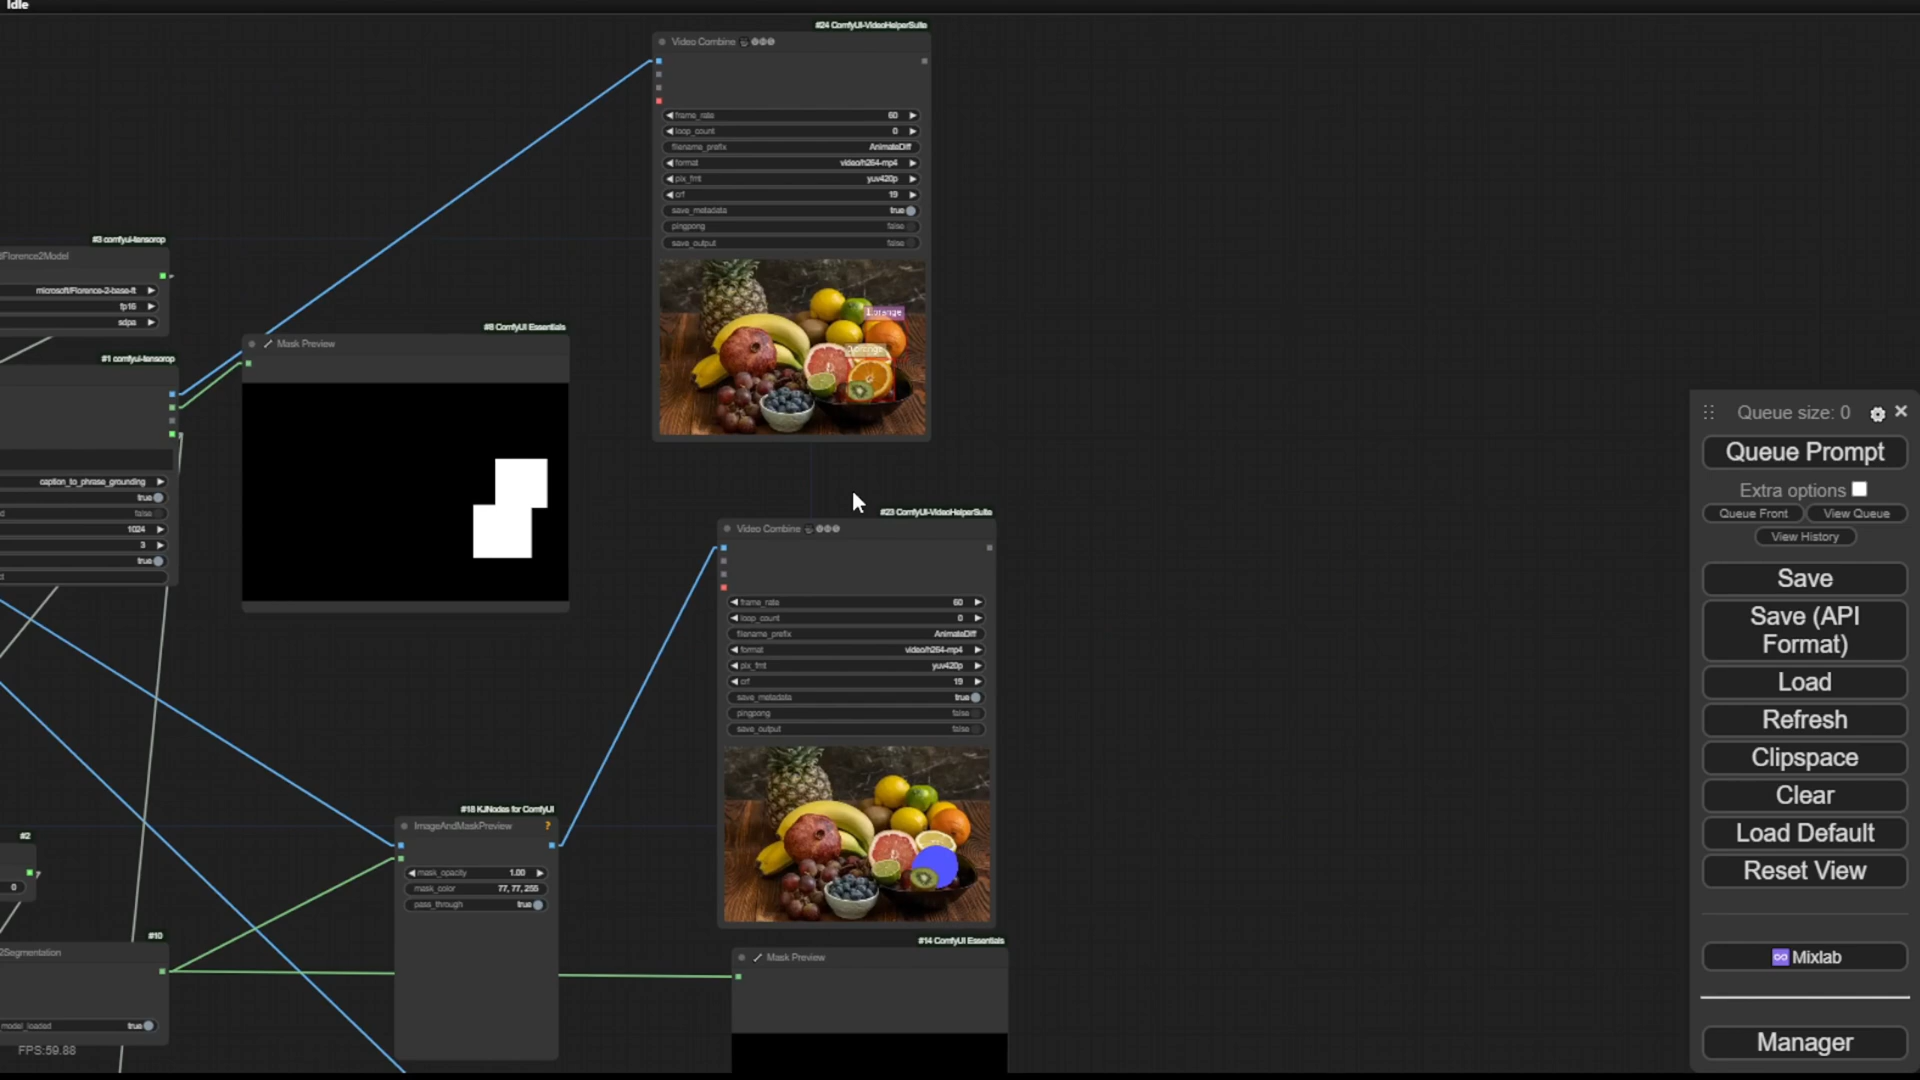 Idle
#24 ComfyUI-VideoHelperSuite
Video Combine
frame_rate 60
loop_count 0
filename_prefix AnimateDiff
format video/h264-mp4
pix_fmt yuv420p
crf 19
save_metadata true
pingpong false
save_output false
1:orange
orange
#3 comfyui-tensorop
Florence2Model
microsoft/Florence-2-base-ft
fp16
sdpa
#8 ComfyUI Essentials
Mask Preview
#1 comfyui-tensorop
caption_to_phrase_grounding
true
false
1024
3
true
#23 ComfyUI-VideoHelperSuite
Video Combine
frame_rate 60
loop_count 0
filename_prefix AnimateDiff
format video/h264-mp4
pix_fmt yuv420p
crf 19
save_metadata true
pingpong false
save_output false
#18 KJNodes for ComfyUI
ImageAndMaskPreview ?
mask_opacity 1.00
mask_color 77, 77, 255
pass_through true
#2
0
#10
2Segmentation
model_loaded true
FPS:59.88
#14 ComfyUI Essentials
Mask Preview
Queue size: 0
Queue Prompt
Extra options
Queue Front View Queue
View History
Save
Save (API
Format)
Load
Refresh
Clipspace
Clear
Load Default
Reset View
Mixlab
Manager